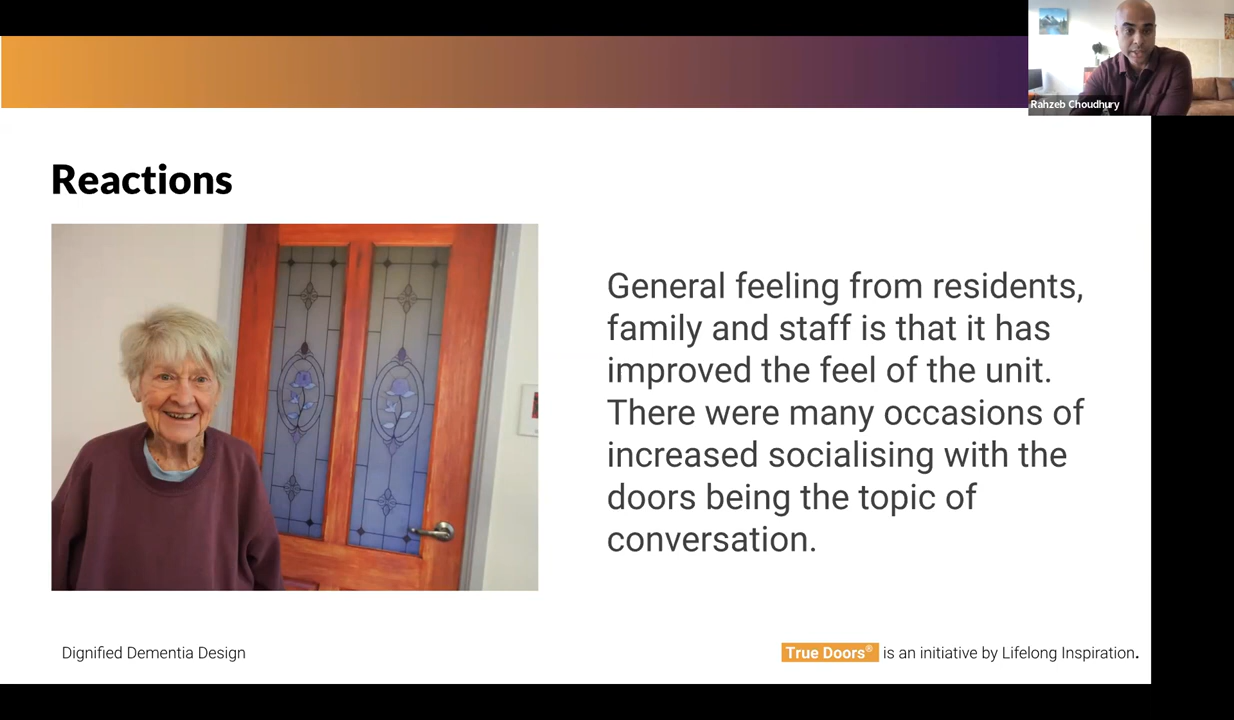 Rahzeb Choudhury
Reactions
General feeling from residents,
family and staff is that it has
improved the feel of the unit.
There were many occasions of
increased socialising with the
doors being the topic of
conversation.
Dignified Dementia Design
True Doors® is an initiative by Lifelong Inspiration.